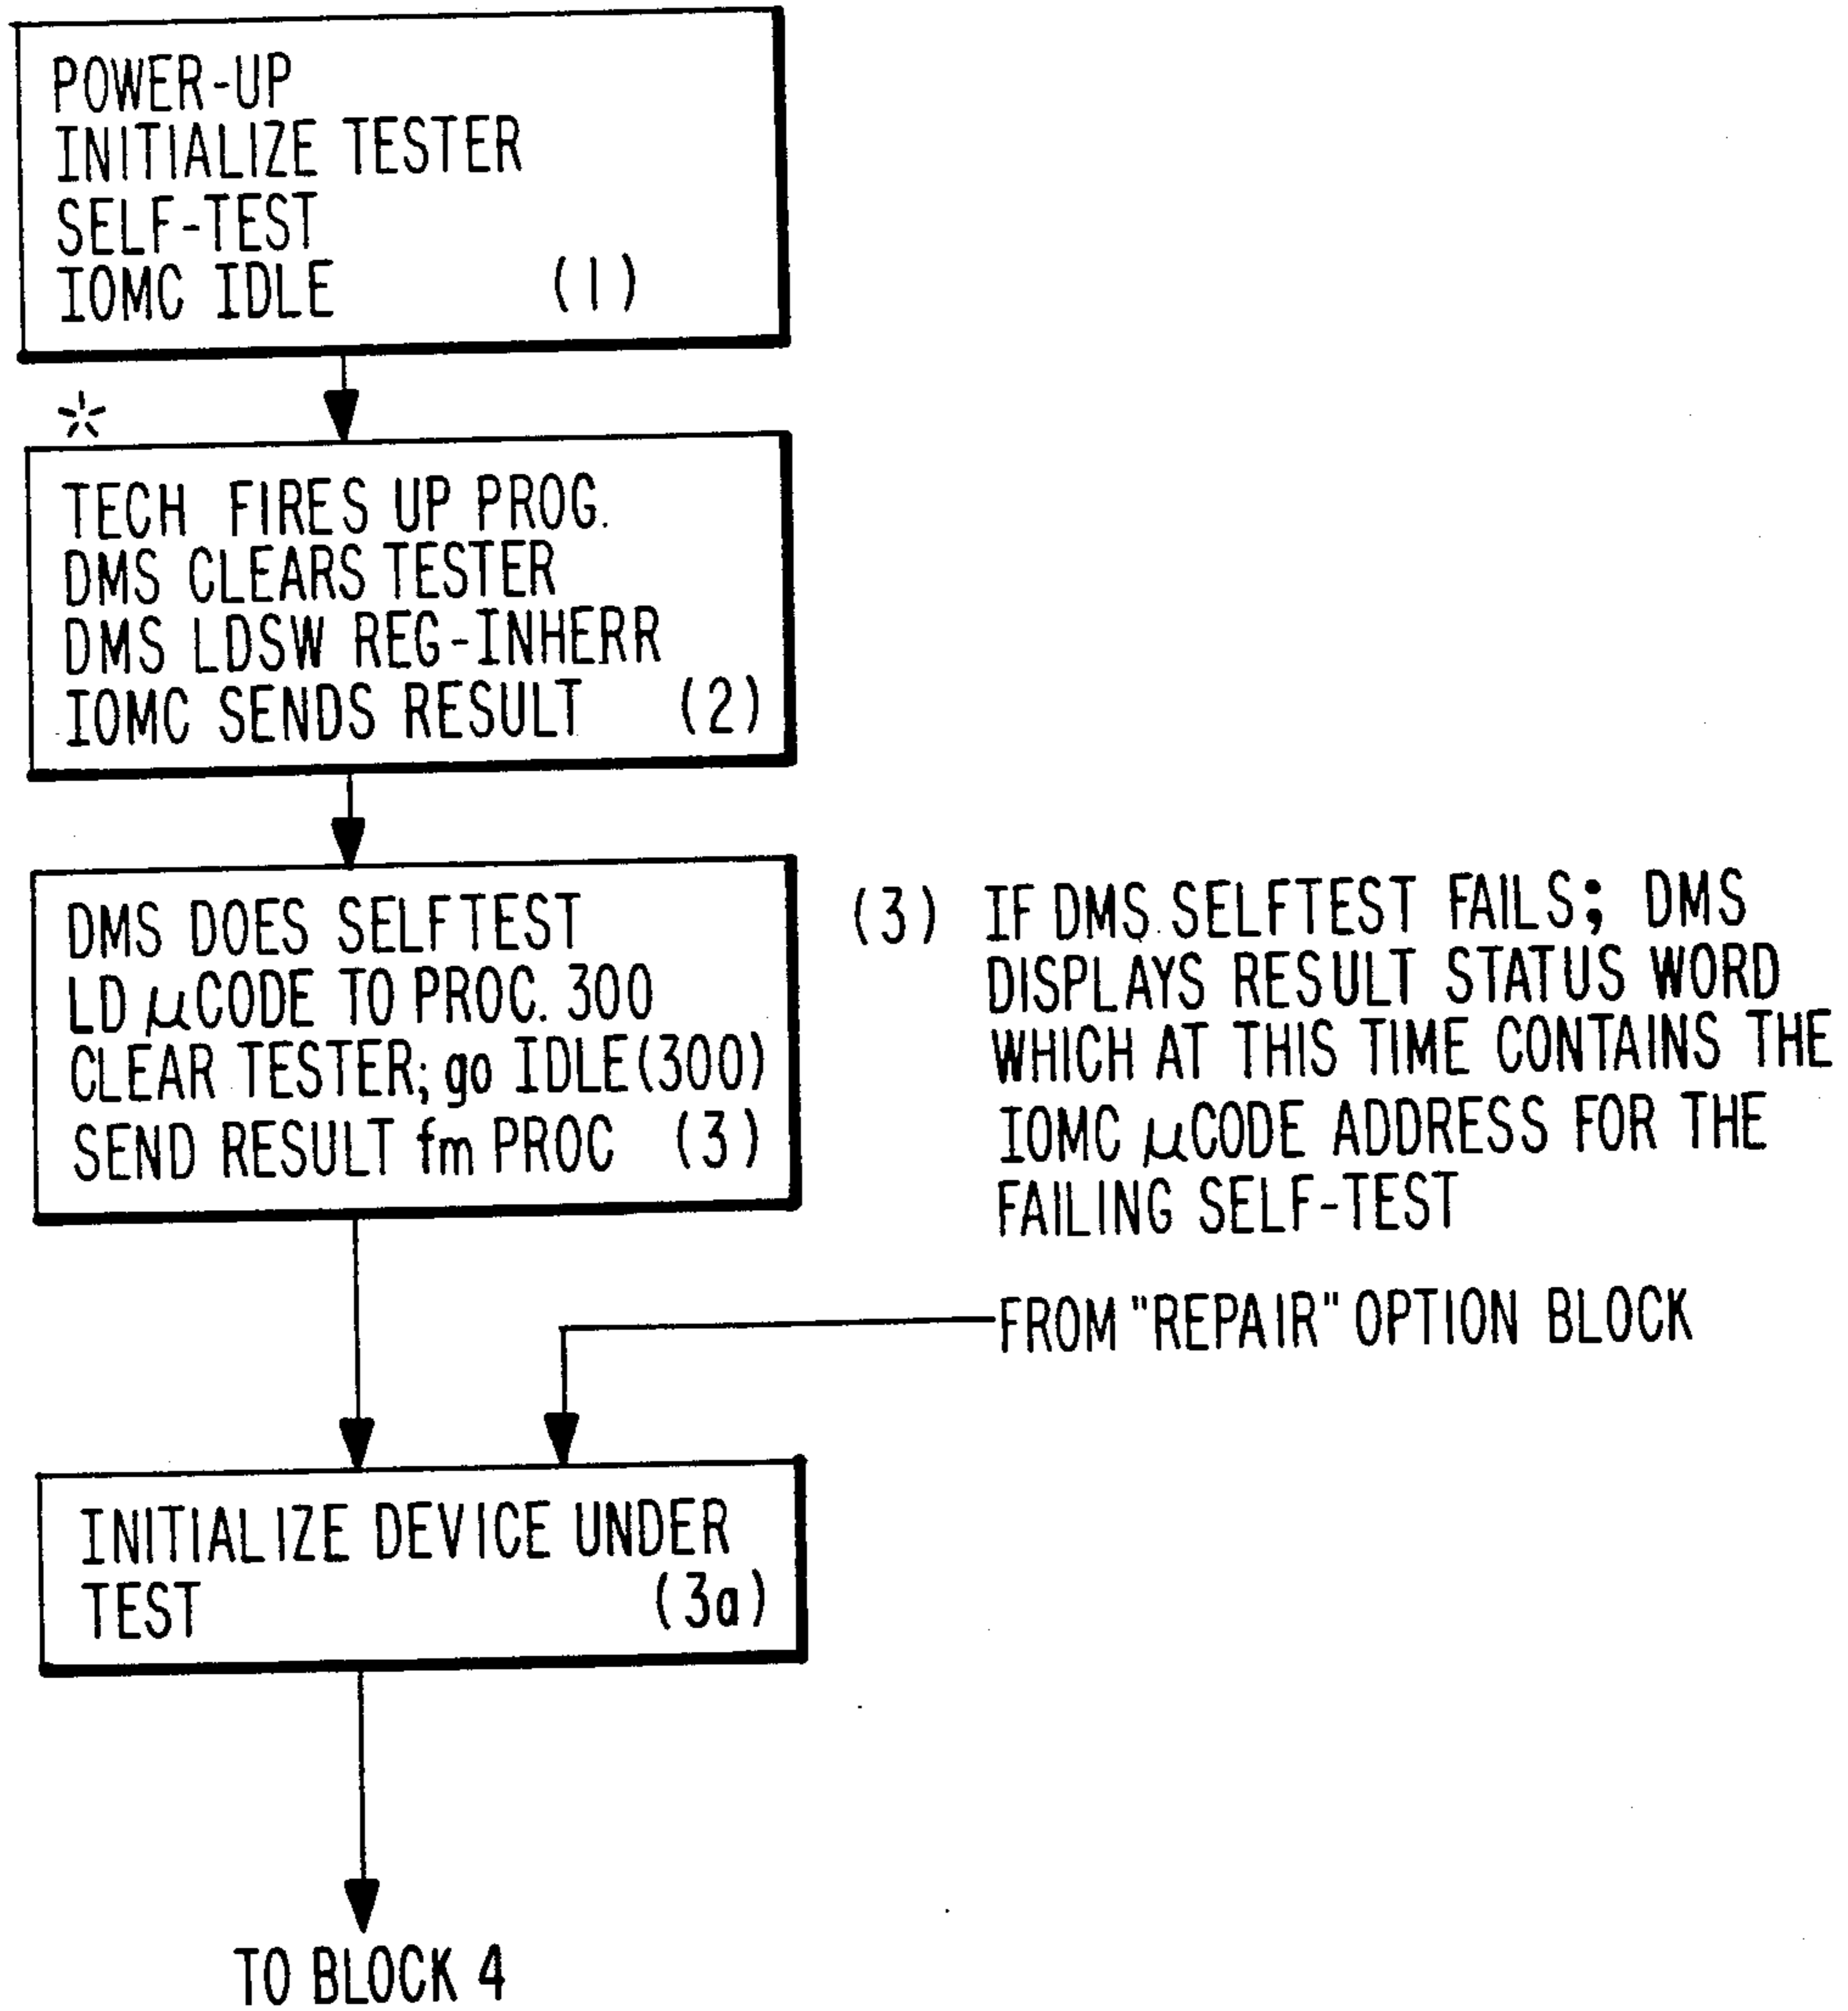 POWER-UP
INITIALIZE TESTER
SELF-TEST
IOMC IDLE (1)
*
TECH FIRES UP PROG.
DMS CLEARS TESTER
DMS LDSW REG-INHERR
IOMC SENDS RESULT (2)
DMS DOES SELFTEST
LD μCODE TO PROC. 300
CLEAR TESTER; go IDLE (300)
SEND RESULT fm PROC (3)
(3) IF DMS SELFTEST FAILS; DMS
DISPLAYS RESULT STATUS WORD
WHICH AT THIS TIME CONTAINS THE
IOMC μCODE ADDRESS FOR THE
FAILING SELF-TEST
FROM "REPAIR" OPTION BLOCK
INITIALIZE DEVICE UNDER
TEST (3a)
TO BLOCK 4